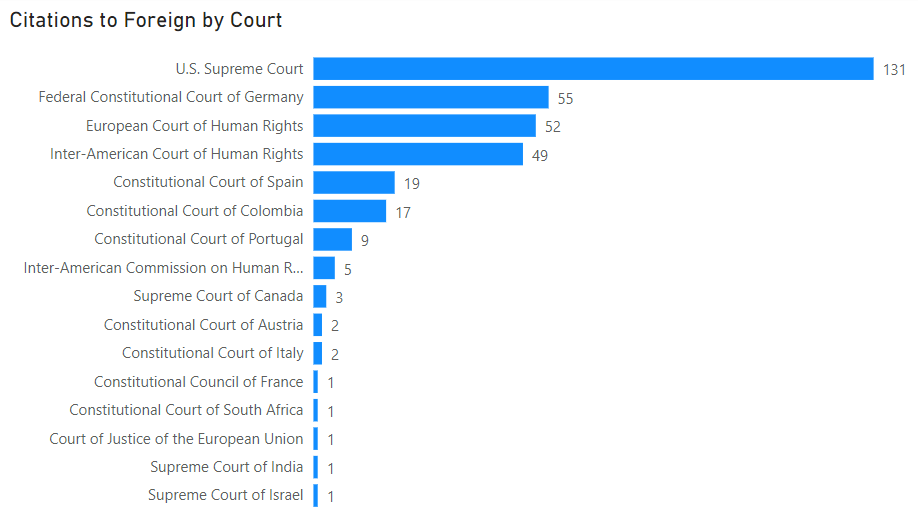 Citations to Foreign by Court
U.S. Supreme Court 131
Federal Constitutional Court of Germany 55
European Court of Human Rights 52
Inter-American Court of Human Rights 49
Constitutional Court of Spain 19
Constitutional Court of Colombia 17
Constitutional Court of Portugal 9
Inter-American Commission on Human R... 5
Supreme Court of Canada 3
Constitutional Court of Austria 2
Constitutional Court of Italy 2
Constitutional Council of France 1
Constitutional Court of South Africa 1
Court of Justice of the European Union 1
Supreme Court of India 1
Supreme Court of Israel 1